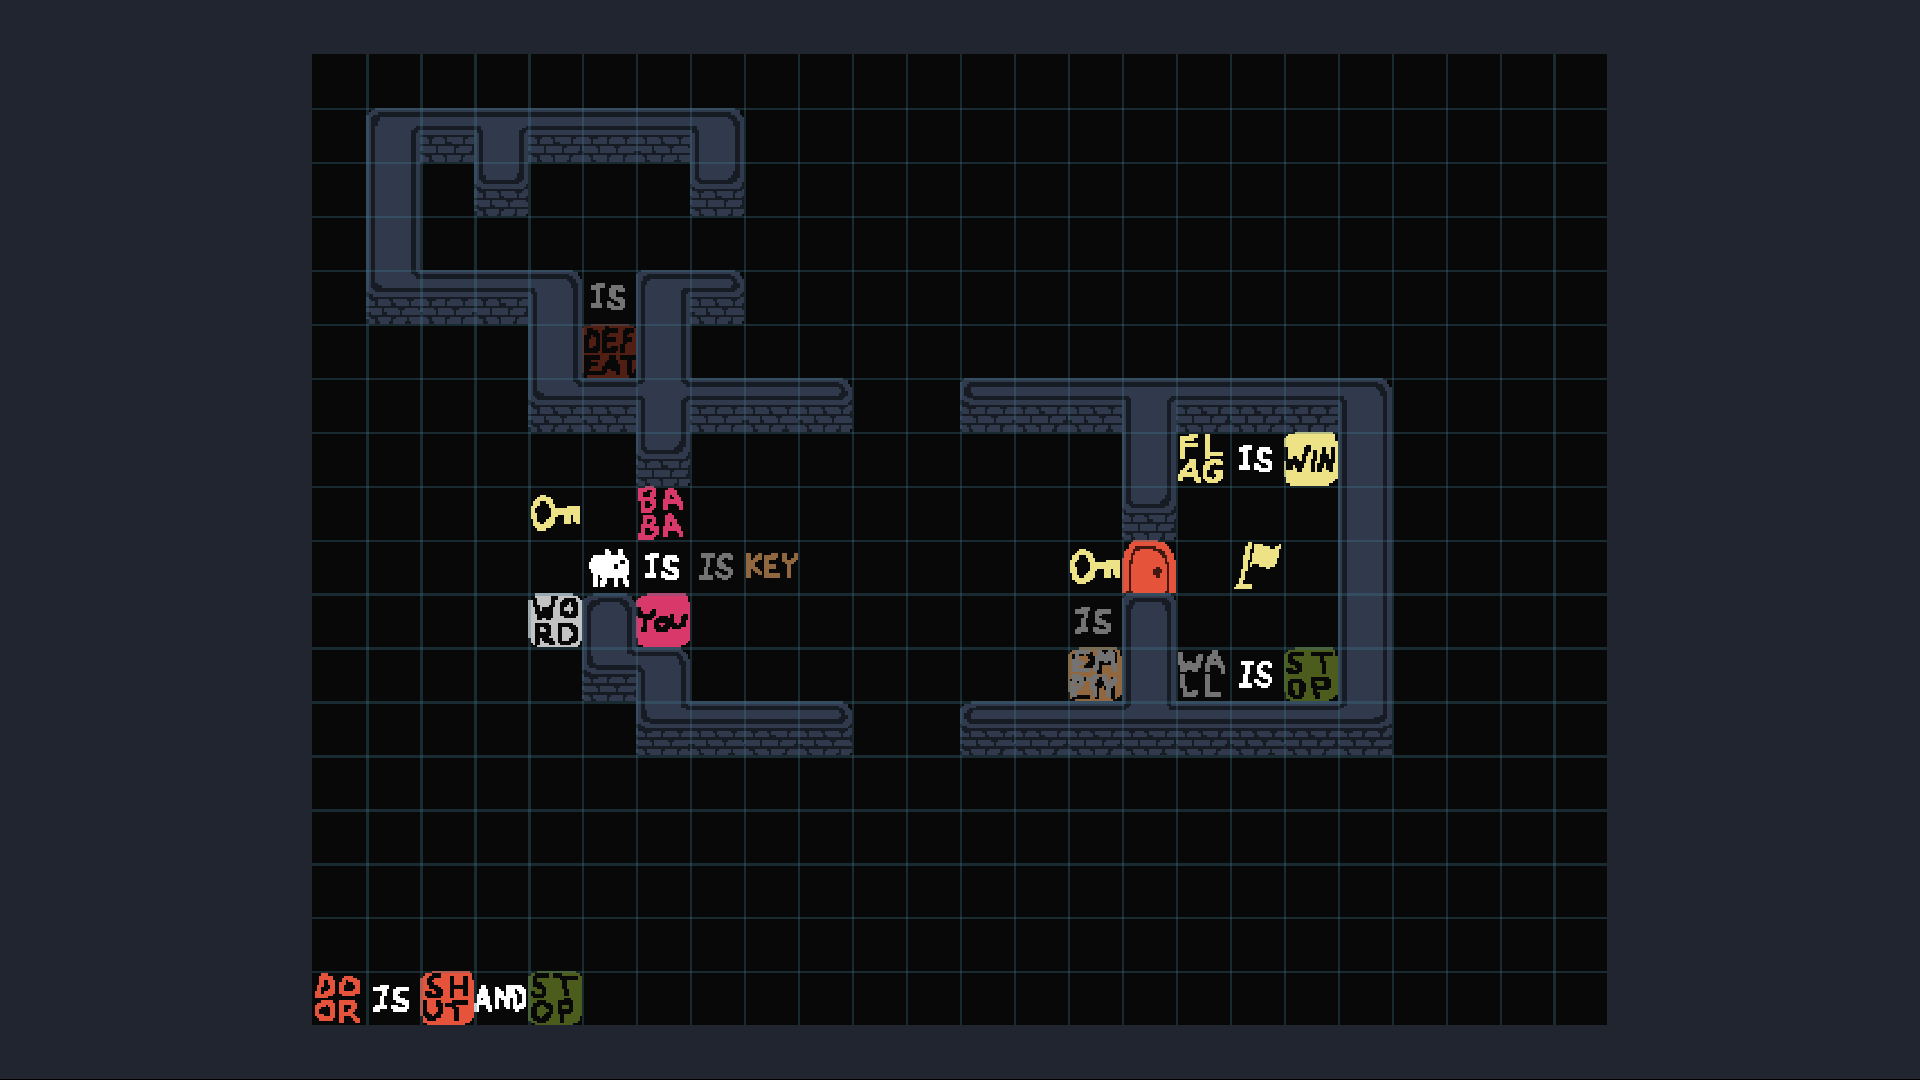 IS
DEFEAT
FLAG IS WIN
BABA
IS IS KEY
WORD YOU IS
WALL IS STOP
DOOR IS SHUT AND STOP